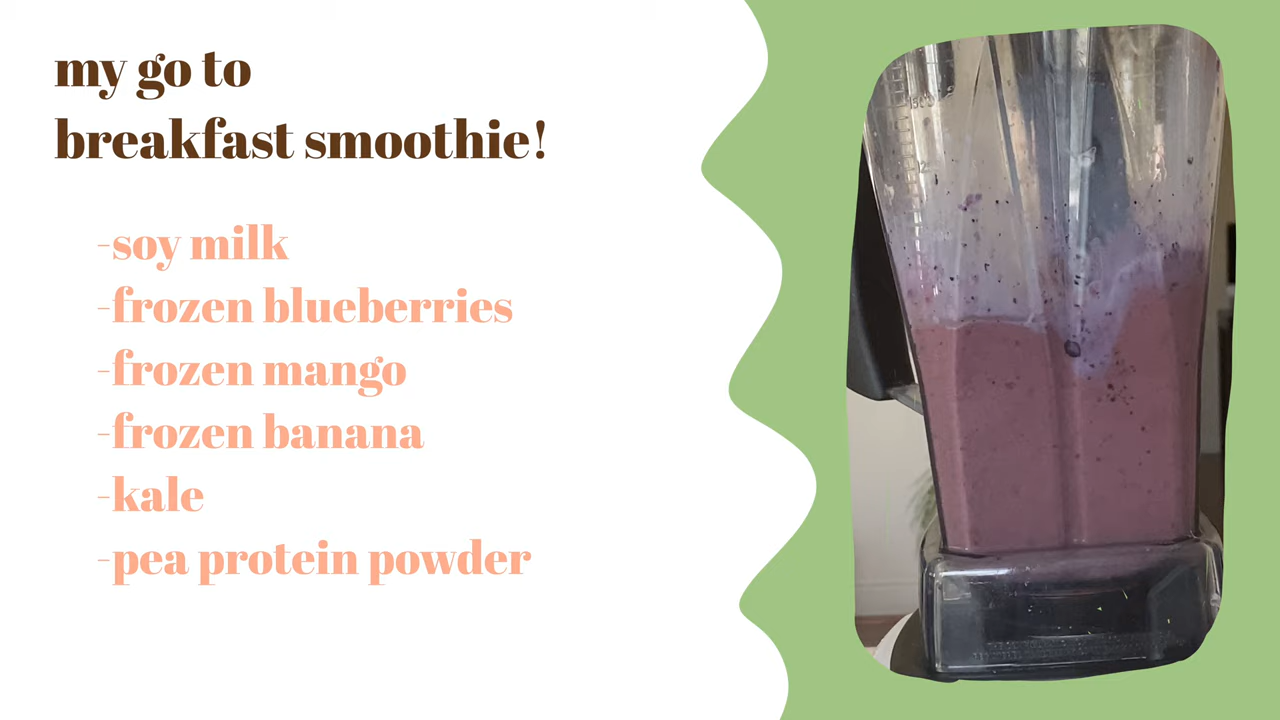 my go to
breakfast smoothie!
-soy milk
-frozen blueberries
-frozen mango
-frozen banana
-kale
-pea protein powder